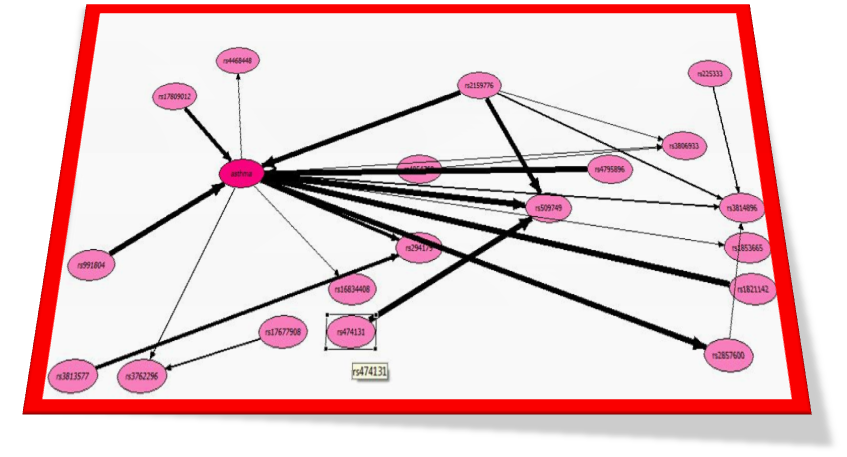 rs4468448
rs17809012
rs2159776
rs225333
rs3806933
asthma
rs4795896
rs509749
rs3814896
rs1853665
rs991804
rs294175
rs16834408
rs1821142
rs17677908
rs474131
rs2857600
rs474131
rs3813577
rs3762296